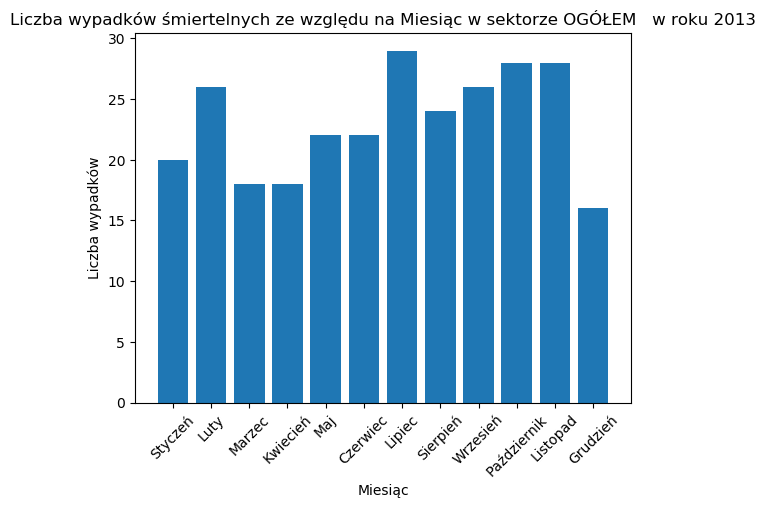 Liczba wypadków śmiertelnych ze względu na Miesiąc w sektorze OGÓŁEM   w roku 2013
30
25
20
15
10
5
0
Liczba wypadków
Styczeń
Luty
Marzec
Kwiecień
Maj
Czerwiec
Lipiec
Sierpień
Wrzesień
Październik
Listopad
Grudzień
Miesiąc